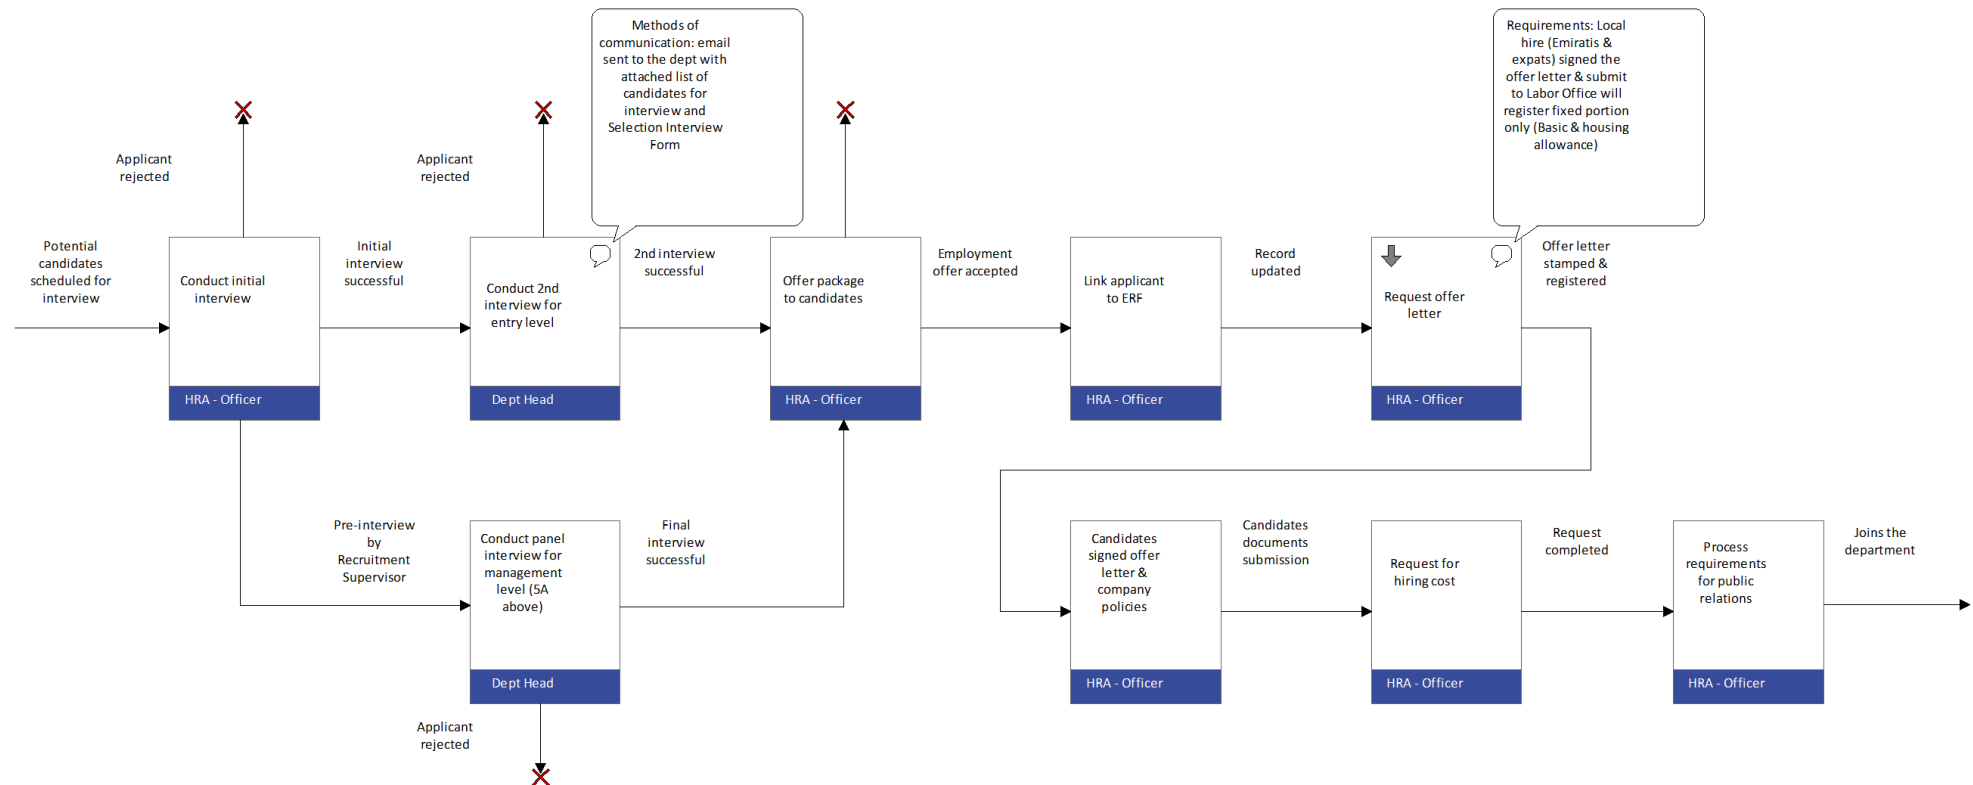 Methods of
communication: email
sent to the dept with
attached list of
candidates for
interview and
Selection Interview
Form
Requirements: Local
hire (Emiratis &
expats) signed the
offer letter & submit
to Labor Office will
register fixed portion
only (Basic & housing
allowance)
Applicant
rejected
Applicant
rejected
Potential
candidates
scheduled for
interview
Conduct initial
interview
HRA - Officer
Initial
interview
successful
Conduct 2nd
interview for
entry level
Dept Head
2nd interview
successful
Offer package
to candidates
HRA - Officer
Employment
offer accepted
Link applicant
to ERF
HRA - Officer
Record
updated
Request offer
letter
HRA - Officer
Offer letter
stamped &
registered
Pre-interview
by
Recruitment
Supervisor
Conduct panel
interview for
management
level (5A
above)
Dept Head
Final
interview
successful
Applicant
rejected
Candidates
signed offer
letter &
company
policies
HRA - Officer
Candidates
documents
submission
Request for
hiring cost
HRA - Officer
Request
completed
Process
requirements
for public
relations
HRA - Officer
Joins the
department